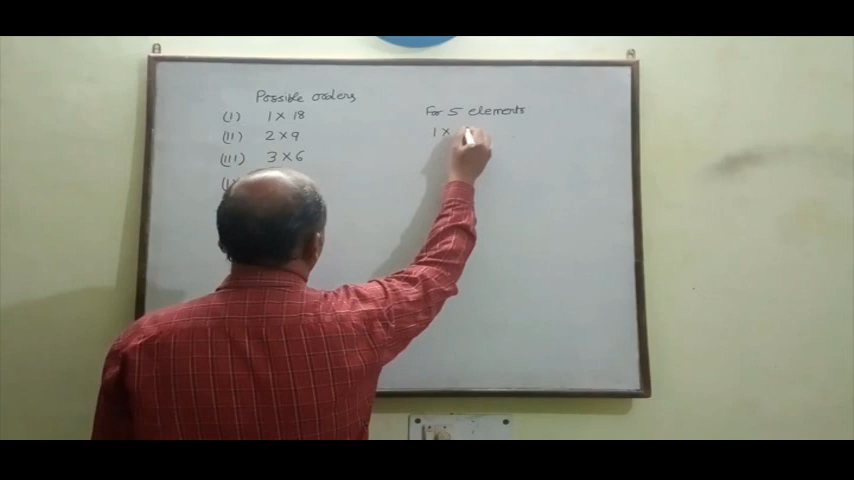 Possible orders
(I) 1 × 18
(II) 2 × 9
(III) 3 × 6
For 5 elements
1 ×